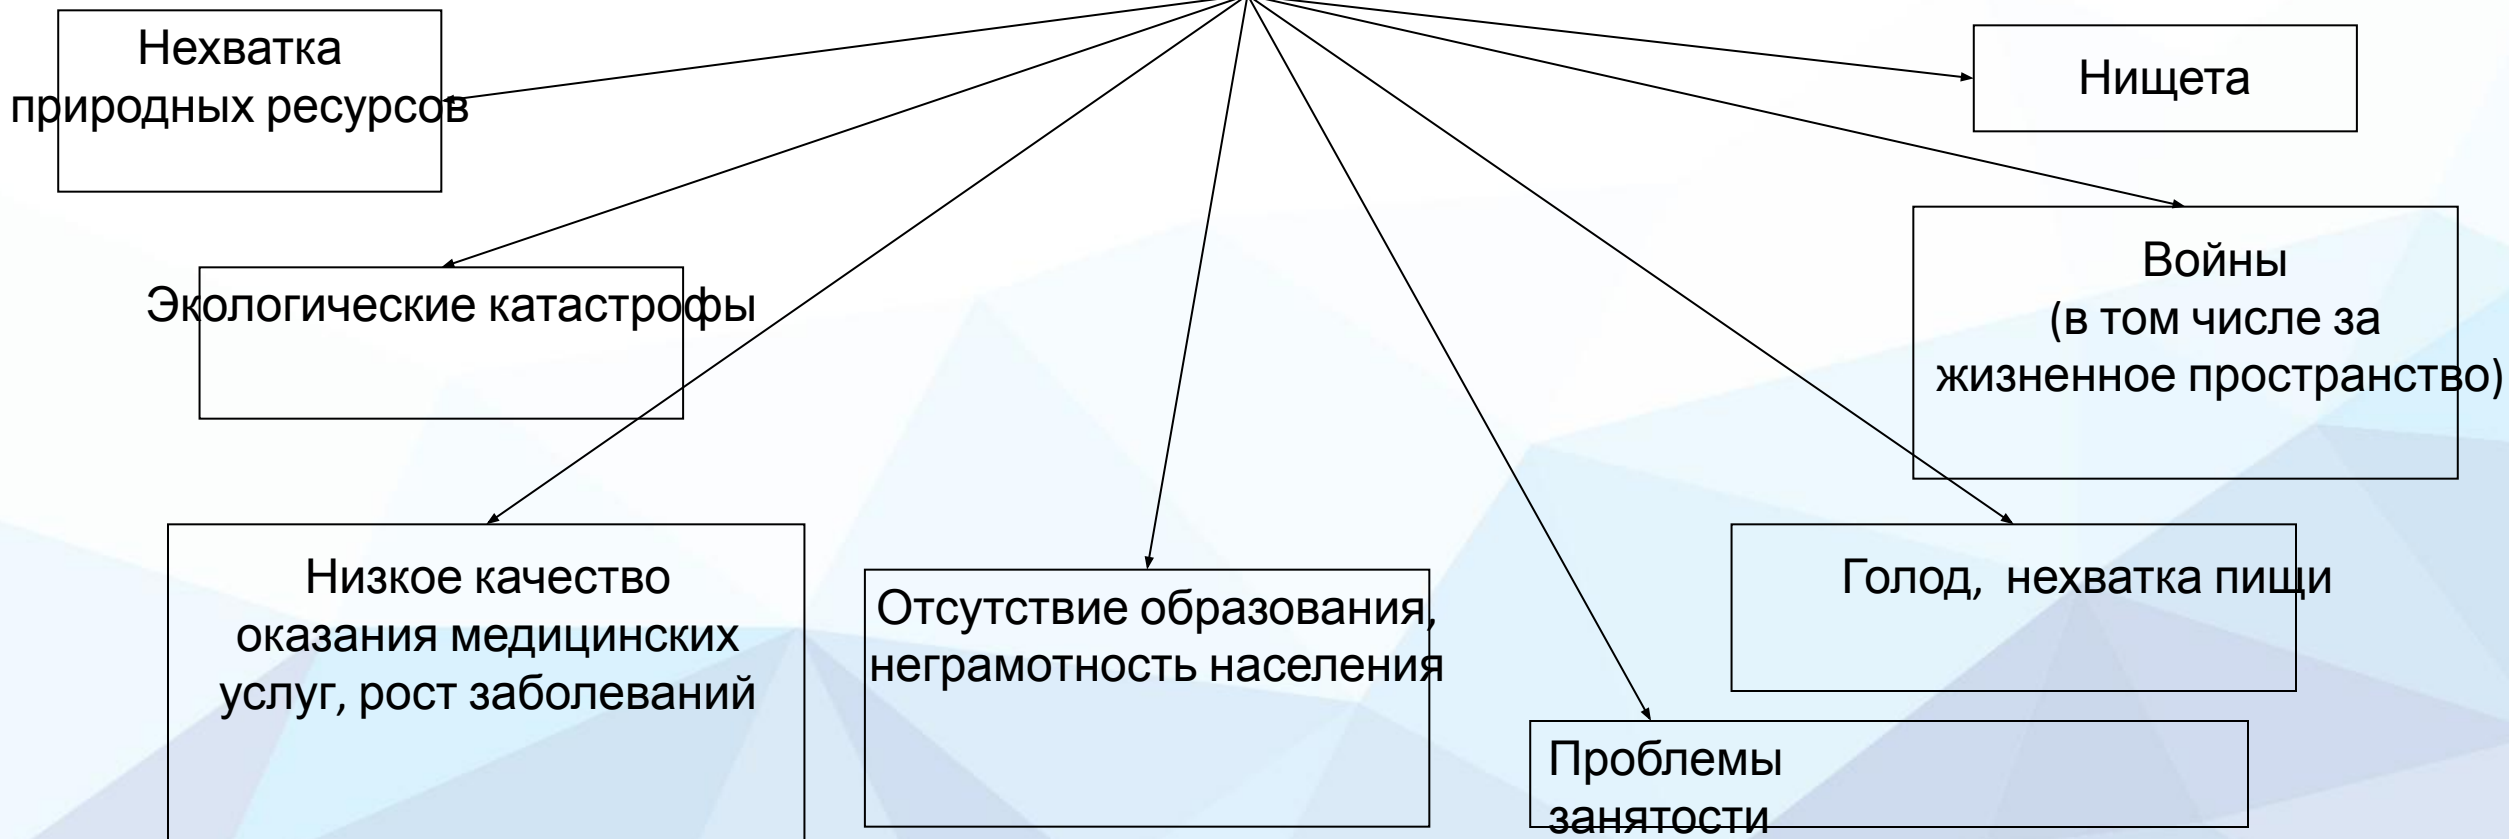 Нехватка
природных ресурсов
Нищета
Экологические катастрофы
Войны
(в том числе за
жизненное пространство)
Низкое качество
оказания медицинских
услуг, рост заболеваний
Отсутствие образования,
неграмотность населения
Голод, нехватка пищи
Проблемы
занятости